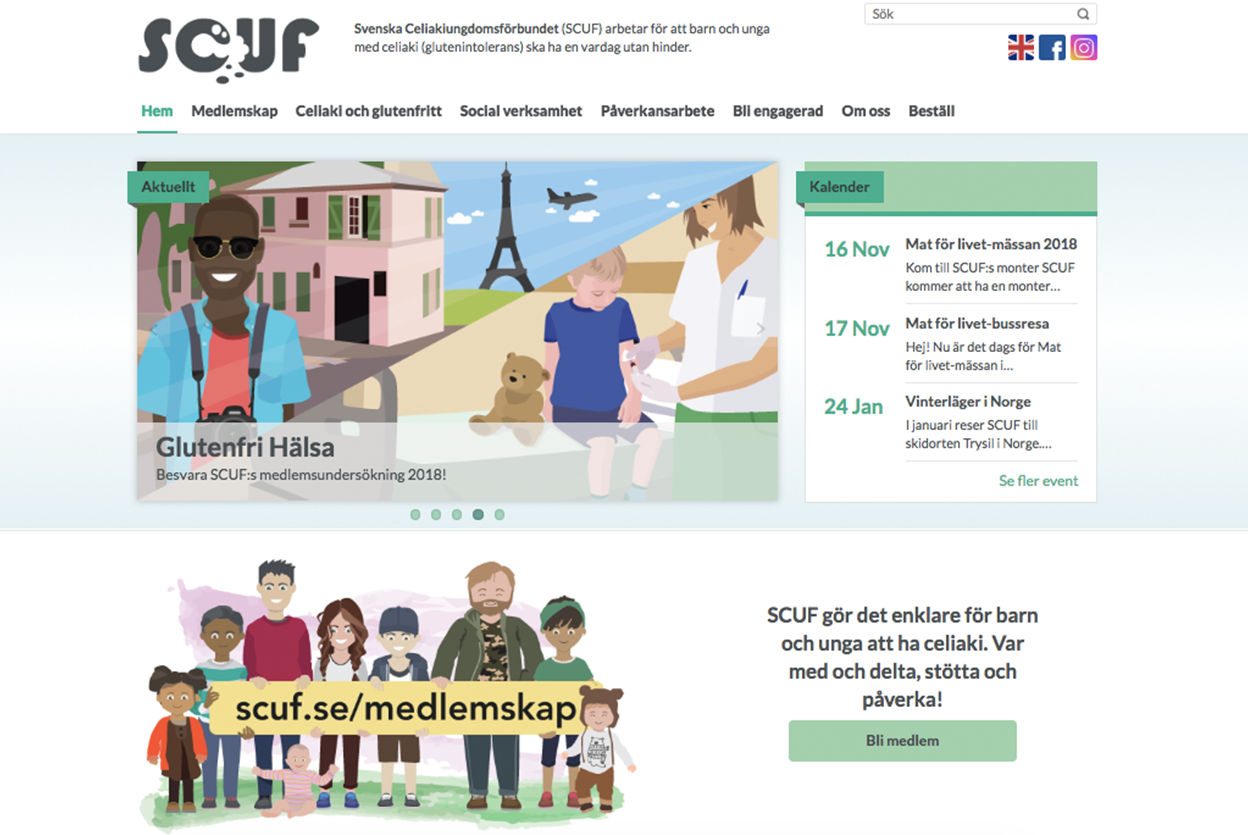 SCUF
Svenska Celiakiungdomsförbundet (SCUF) arbetar för att barn och unga
med celiaki (glutenintolerans) ska ha en vardag utan hinder.
Sök
Hem
Medlemskap
Celiaki och glutenfritt
Social verksamhet
Påverkansarbete
Bli engagerad
Om oss
Beställ
Aktuellt
Glutenfri Hälsa
Besvara SCUF:s medlemsundersökning 2018!
Kalender
16 Nov
Mat för livet-mässan 2018
Kom till SCUF:s monter SCUF
kommer att ha en monter...
17 Nov
Mat för livet-bussresa
Hej! Nu är det dags för Mat
för livet-mässan i...
24 Jan
Vinterläger i Norge
I januari reser SCUF till
skidorten Trysil i Norge....
Se fler event
scuf.se/medlemskap
SCUF gör det enklare för barn
och unga att ha celiaki. Var
med och delta, stötta och
påverka!
Bli medlem